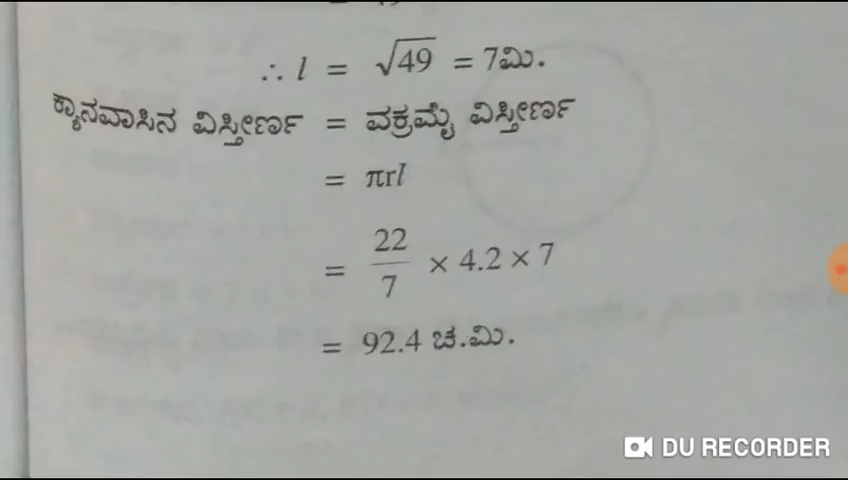 ∴ l = √49 = 7ಮಿ.
ಕ್ಯಾನವಾಸಿನ ವಿಸ್ತೀರ್ಣ = ವಕ್ರಮೈ ವಿಸ್ತೀರ್ಣ
= πrl
= 22/7 × 4.2 × 7
= 92.4 ಚ.ಮಿ.
DU RECORDER